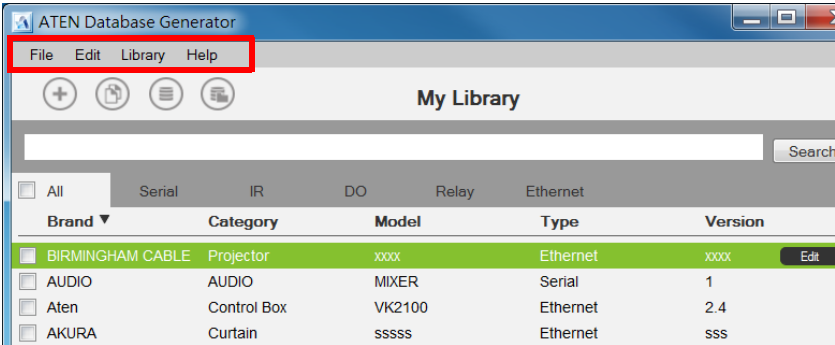 ATEN Database Generator
File Edit Library Help
My Library
Search
All Serial IR DO Relay Ethernet
Brand ▼ Category Model Type Version
BIRMINGHAM CABLE Projector xxxx Ethernet xxxx Edit
AUDIO AUDIO MIXER Serial 1
Aten Control Box VK2100 Ethernet 2.4
AKURA Curtain sssss Ethernet sss